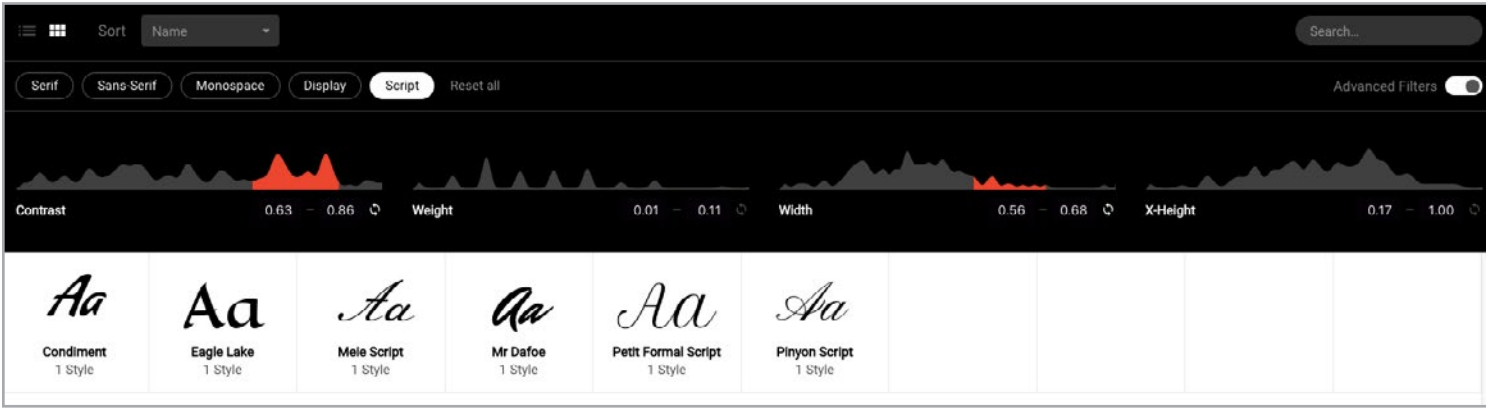 Sort Name Search...
Serif Sans-Serif Monospace Display Script Reset all Advanced Filters
Contrast 0.63 – 0.86 Weight 0.01 – 0.11 Width 0.56 – 0.68 X-Height 0.17 – 1.00
Aa Aa Aa Aa Aa Aa
Condiment Eagle Lake Meie Script Mr Dafoe Petit Formal Script Pinyon Script
1 Style 1 Style 1 Style 1 Style 1 Style 1 Style